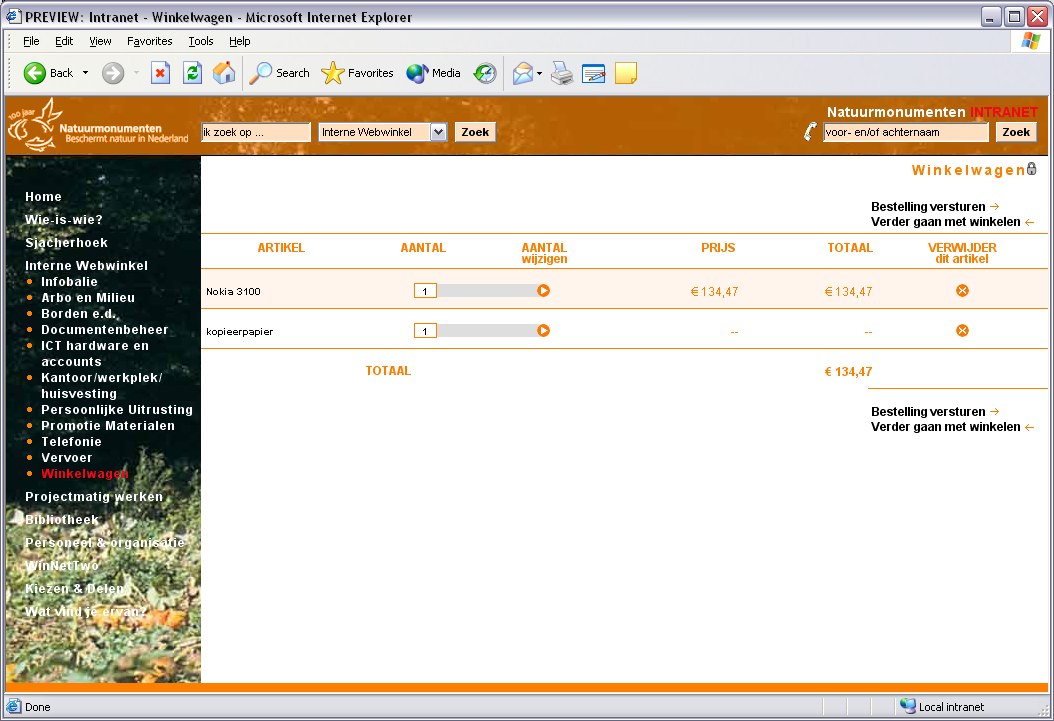 PREVIEW: Intranet - Winkelwagen - Microsoft Internet Explorer
File Edit View Favorites Tools Help
Back Search Favorites Media
100 jaar
Natuurmonumenten
Beschermt natuur in Nederland
ik zoek op ... Interne Webwinkel Zoek
Natuurmonumenten INTRANET
voor- en/of achternaam Zoek
Home
Wie-is-wie?
Sjacherhoek
Interne Webwinkel
Infobalie
Arbo en Milieu
Borden e.d.
Documentenbeheer
ICT hardware en
accounts
Kantoor/werkplek/
huisvesting
Persoonlijke Uitrusting
Promotie Materialen
Telefonie
Vervoer
Winkelwagen
Projectmatig werken
Bibliotheek
Personeel & organisatie
WinNetTwo
Kiezen & Delen
Wat vind je ervan?
Winkelwagen
Bestelling versturen →
Verder gaan met winkelen ←
ARTIKEL AANTAL AANTAL PRIJS TOTAAL VERWIJDER
wijzigen dit artikel
Nokia 3100 1 € 134,47 € 134,47
kopieerpapier 1 -- --
TOTAAL € 134,47
Bestelling versturen →
Verder gaan met winkelen ←
Done Local intranet